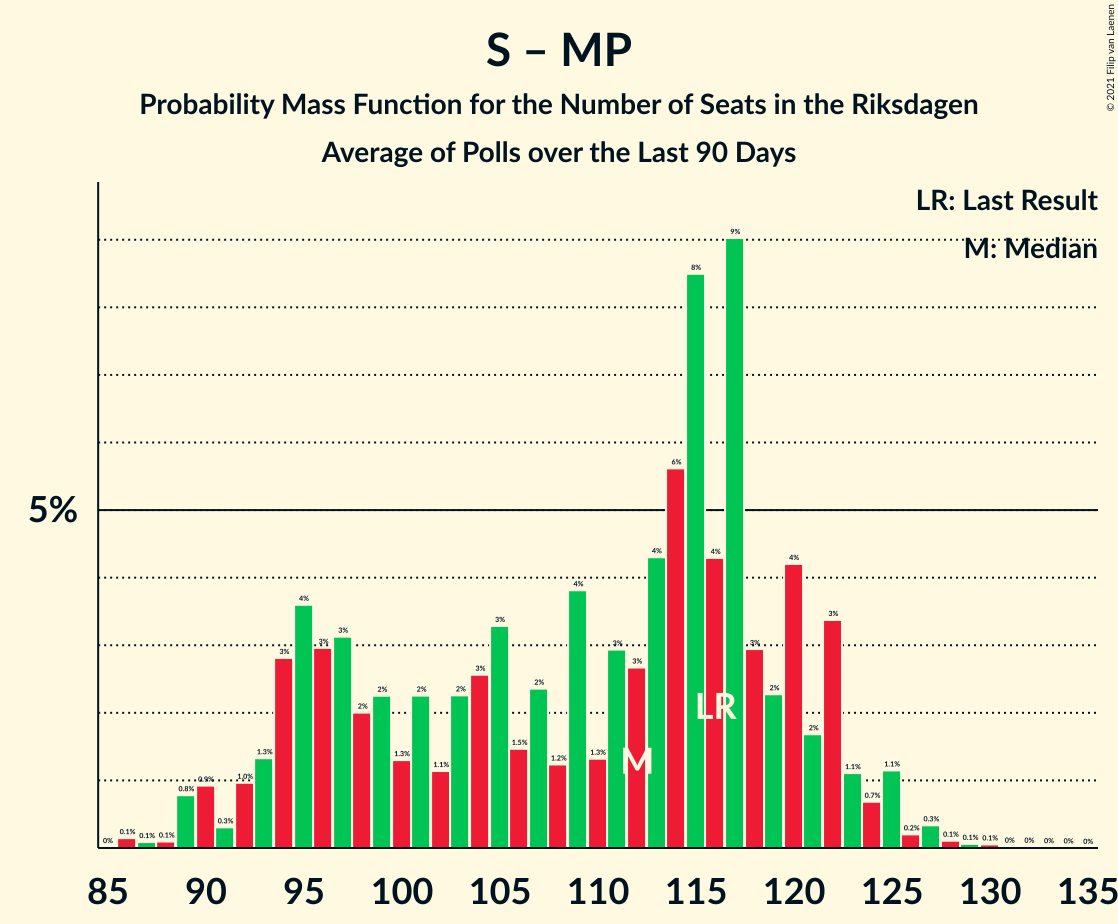 S – MP
Probability Mass Function for the Number of Seats in the Riksdagen
Average of Polls over the Last 90 Days
© 2021 Filip van Laenen
LR: Last Result
M: Median
5%
0% 0.1% 0.1% 0.1% 0.8% 0.9% 0.3% 1.0% 1.3% 3% 4% 3% 3% 2% 2% 1.3% 2% 1.1% 2% 3% 3% 1.5% 2% 1.2% 4% 1.3% 3% 3% 4% 6% 8% 4% 9% 3% 2% 4% 2% 3% 1.1% 0.7% 1.1% 0.2% 0.3% 0.1% 0.1% 0.1% 0% 0% 0% 0% 0%
LR
M
85 90 95 100 105 110 115 120 125 130 135